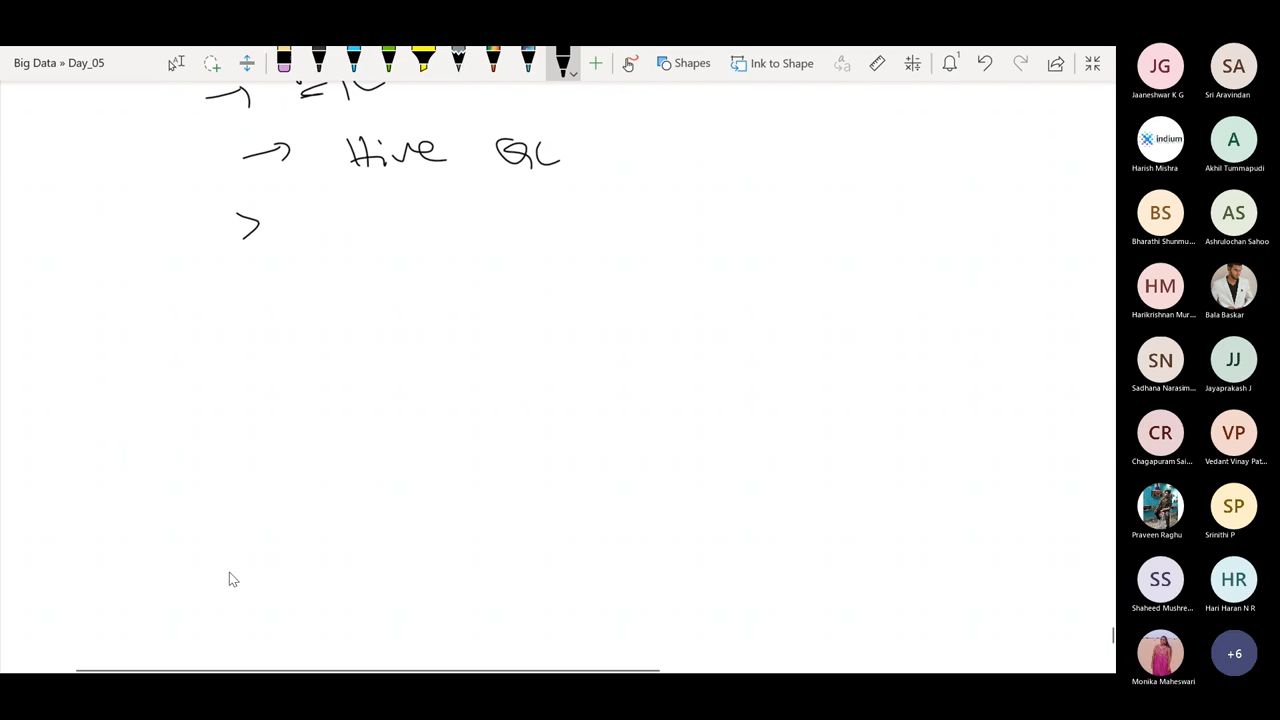 Big Data » Day_05
Shapes
Ink to Shape
1
→
→ Hive QL
>
JG
Jaaneshwar K G
SA
Sri Aravindan
indium
Harish Mishra
A
Akhil Tummapudi
BS
Bharathi Shunmu...
AS
Ashrulochan Sahoo
HM
Harikrishnan Mur...
Bala Baskar
SN
Sadhana Narasim...
JJ
Jayaprakash J
CR
Chagapuram Sai...
VP
Vedant Vinay Pat...
Praveen Raghu
SP
Srinithi P
SS
Shaheed Mushre...
HR
Hari Haran N R
Monika Maheswari
+6